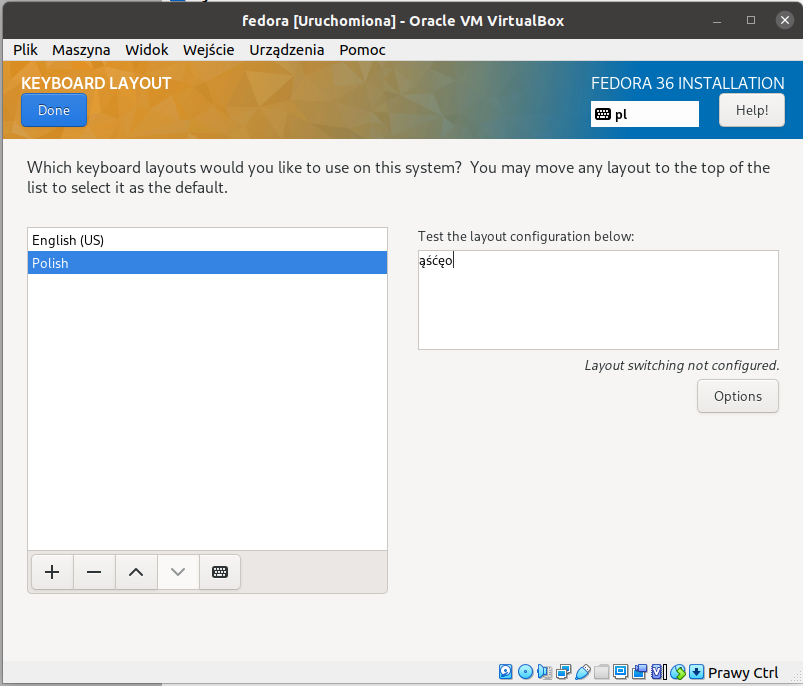 fedora [Uruchomiona] - Oracle VM VirtualBox
Plik Maszyna Widok Wejście Urządzenia Pomoc
KEYBOARD LAYOUT
FEDORA 36 INSTALLATION
Done
pl
Help!
Which keyboard layouts would you like to use on this system? You may move any layout to the top of the
list to select it as the default.
English (US)
Polish
Test the layout configuration below:
ąśćęo
Layout switching not configured.
Options
Prawy Ctrl